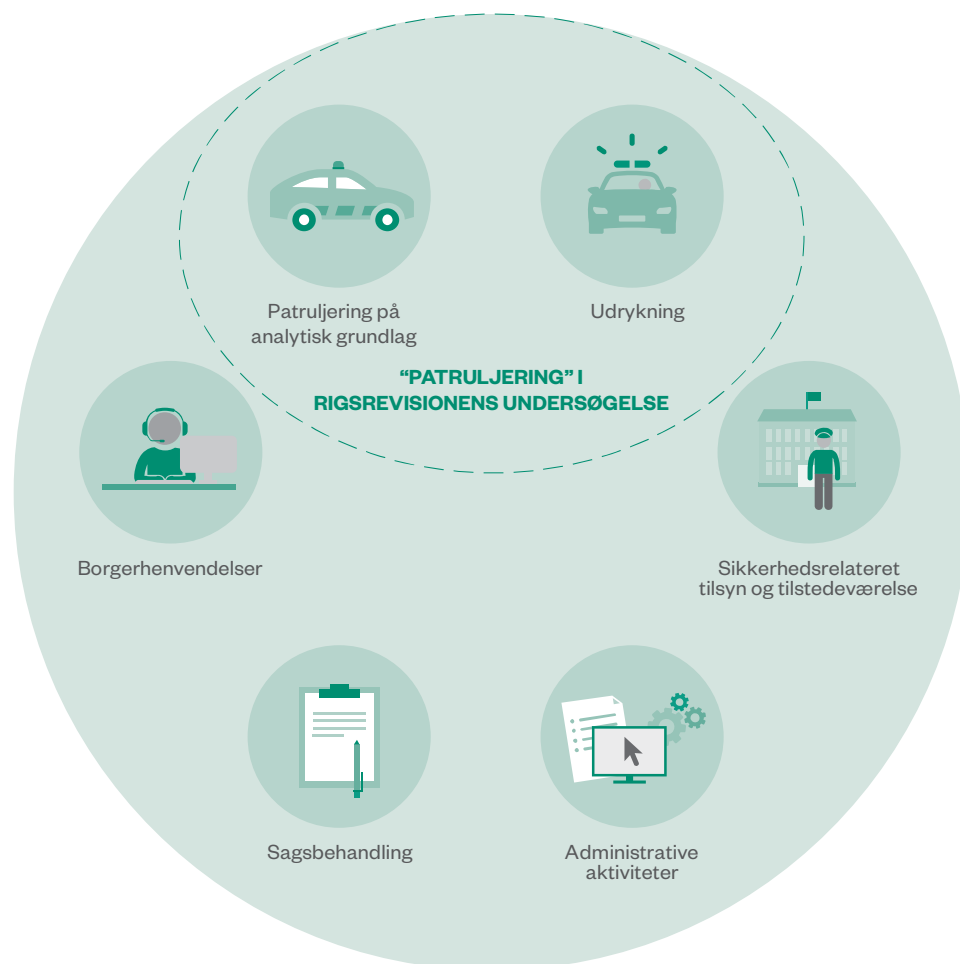 Patruljering på
analytisk grundlag
Udrykning
“PATRULJERING” I
RIGSREVISIONENS UNDERSØGELSE
Borgerhenvendelser
Sikkerhedsrelateret
tilsyn og tilstedeværelse
Sagsbehandling
Administrative
aktiviteter